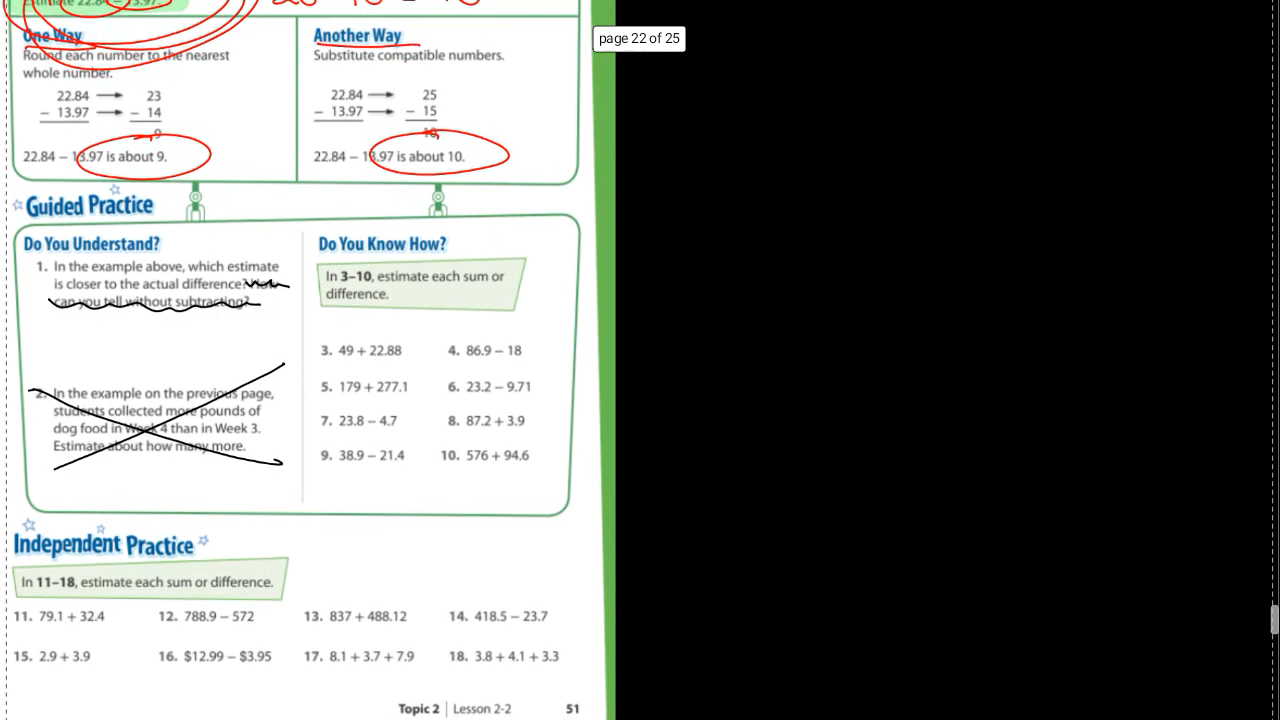 Estimate 22.84 − 13.97.
One Way
Round each number to the nearest
whole number.
22.84 → 23
− 13.97 → − 14
9
22.84 − 13.97 is about 9.
Another Way
Substitute compatible numbers.
22.84 → 25
− 13.97 → − 15
10
22.84 − 13.97 is about 10.
page 22 of 25
Guided Practice
Do You Understand?
1. In the example above, which estimate
is closer to the actual difference? How
can you tell without subtracting?
2. In the example on the previous page,
students collected more pounds of
dog food in Week 4 than in Week 3.
Estimate about how many more.
Do You Know How?
In 3–10, estimate each sum or
difference.
3. 49 + 22.88 4. 86.9 − 18
5. 179 + 277.1 6. 23.2 − 9.71
7. 23.8 − 4.7 8. 87.2 + 3.9
9. 38.9 − 21.4 10. 576 + 94.6
Independent Practice
In 11–18, estimate each sum or difference.
11. 79.1 + 32.4 12. 788.9 − 572 13. 837 + 488.12 14. 418.5 − 23.7
15. 2.9 + 3.9 16. $12.99 − $3.95 17. 8.1 + 3.7 + 7.9 18. 3.8 + 4.1 + 3.3
Topic 2 | Lesson 2-2 51